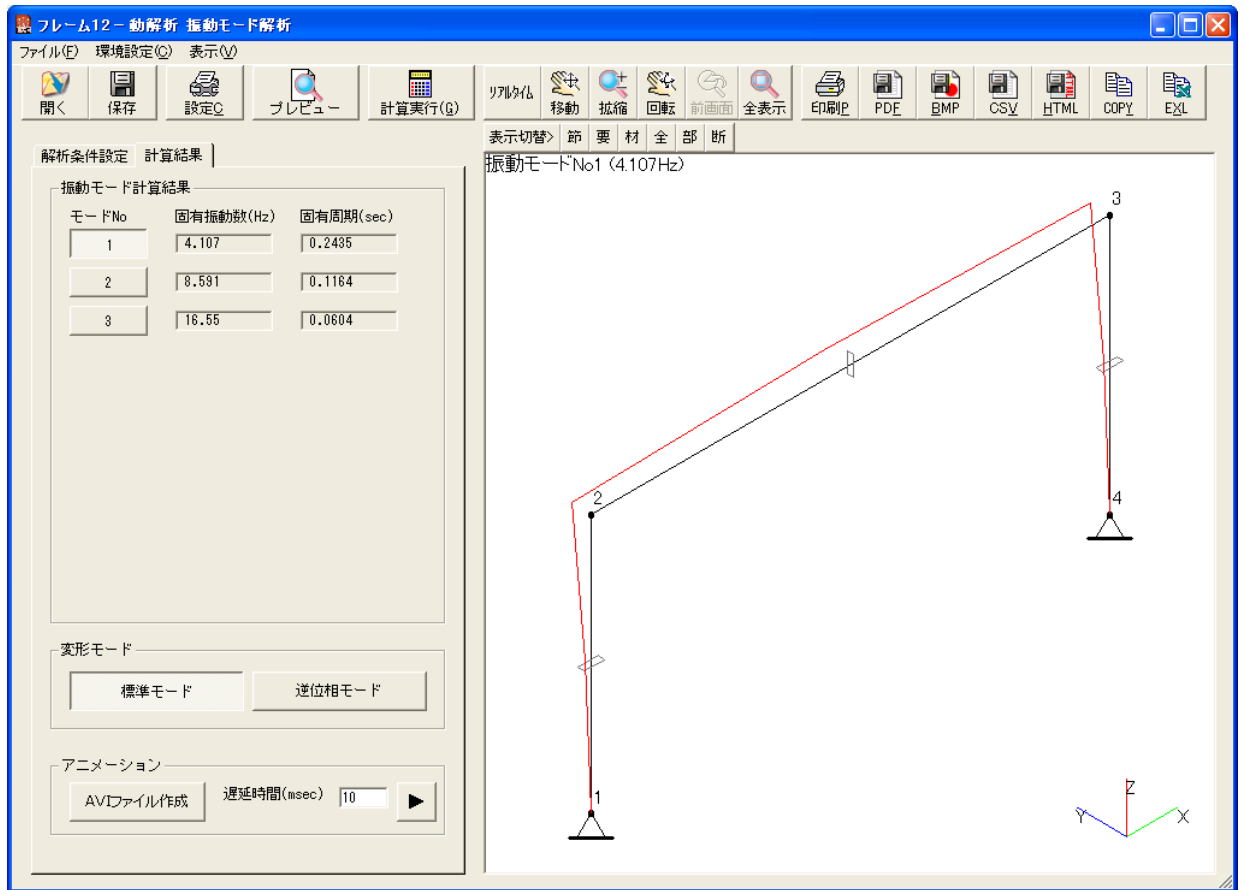 フレーム12－動解析 振動モード解析
ファイル(F) 環境設定(C) 表示(V)
開く 保存 設定C プレビュー 計算実行(G) リアルタイム 移動 拡縮 回転 前画面 全表示 印刷P PDF BMP CSV HTML COPY EXL
表示切替> 節 要 材 全 部 断
解析条件設定 計算結果
振動モードNo1 (4.107Hz)
振動モード計算結果
モードNo 固有振動数(Hz) 固有周期(sec)
1 4.107 0.2435
2 8.591 0.1164
3 16.55 0.0604
3
2
4
1
変形モード
標準モード 逆位相モード
アニメーション
AVIファイル作成 遅延時間(msec) 10
Z
Y X